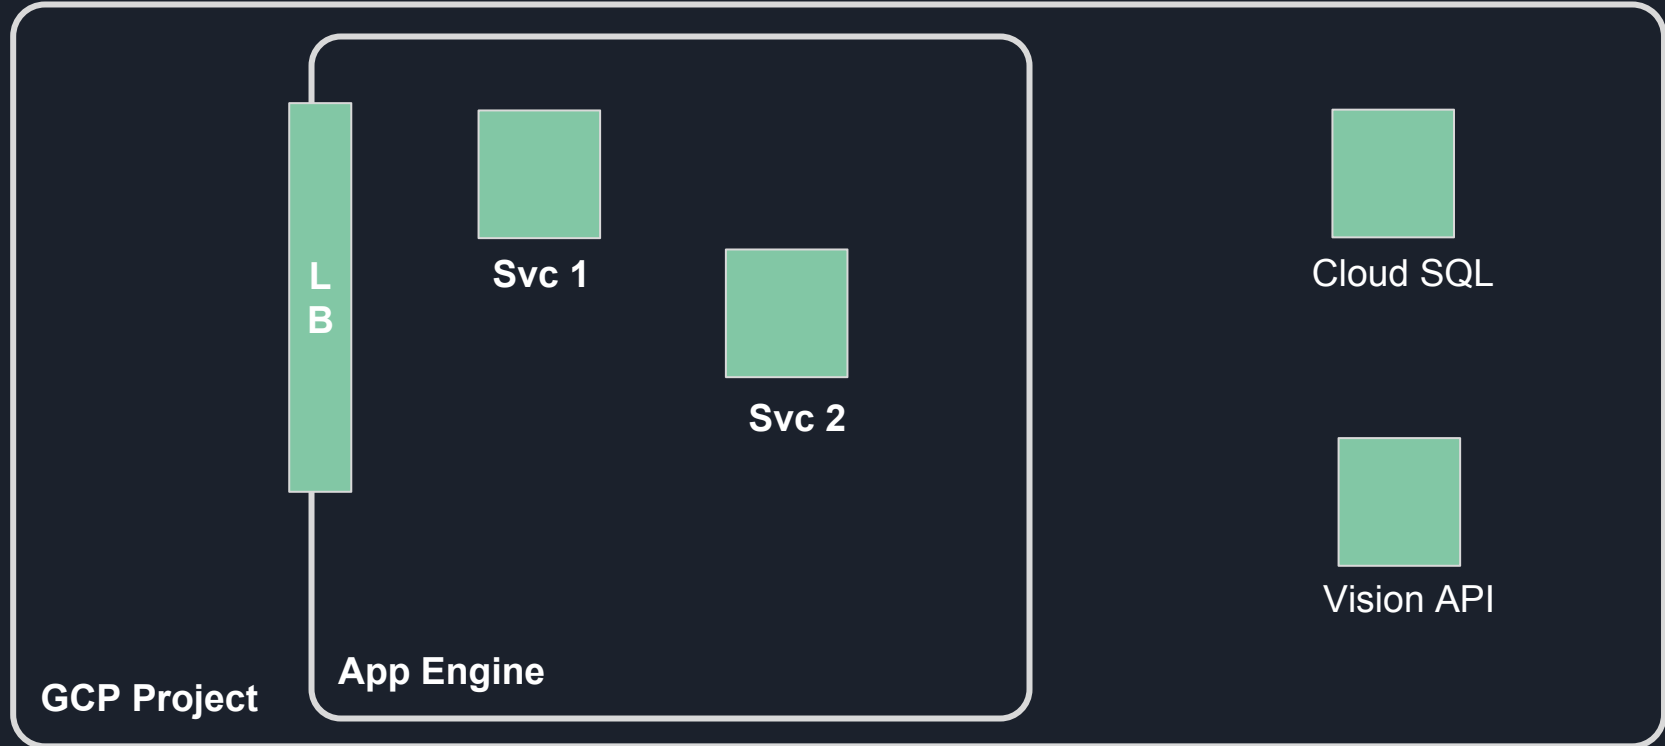 L
B
Svc 1
Svc 2
Cloud SQL
Vision API
App Engine
GCP Project